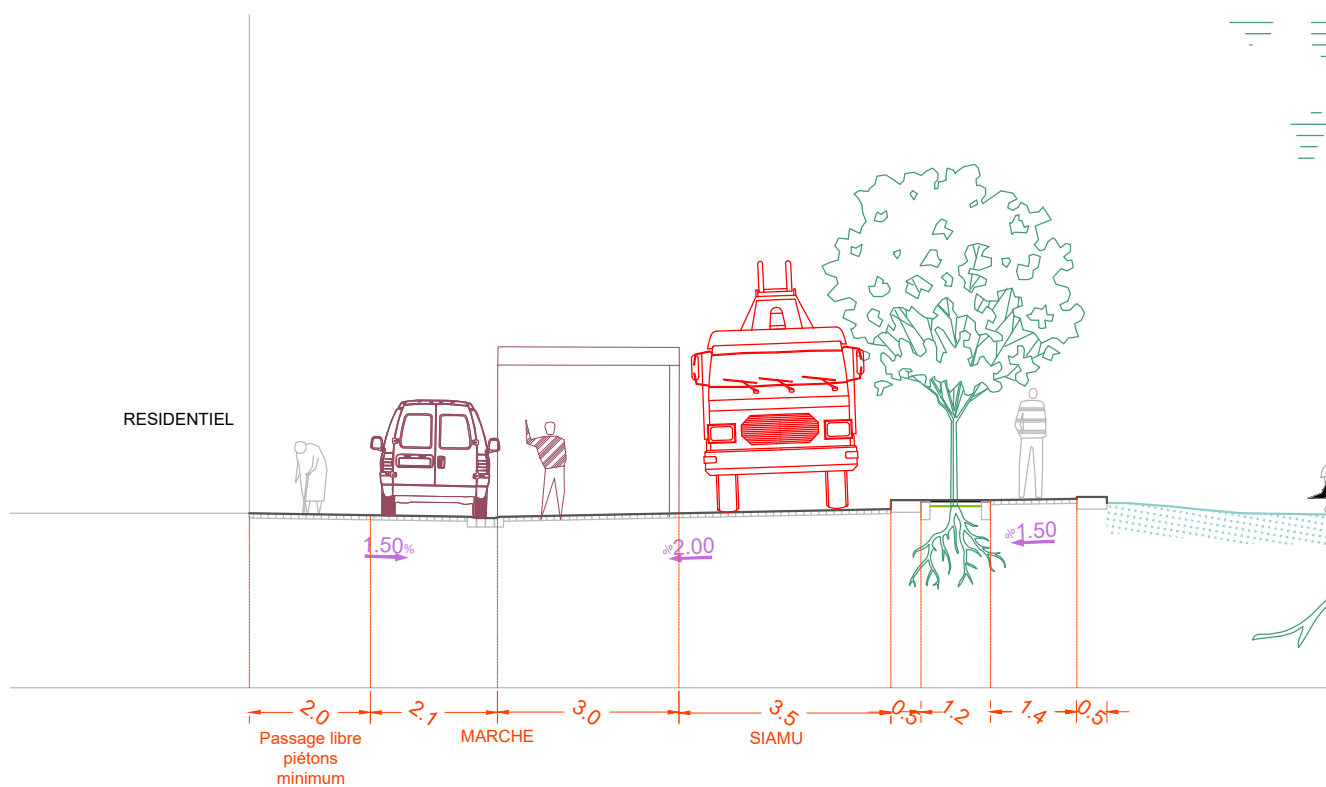 RESIDENTIEL
1.50%
%2.00
%1.50
2.0
2.1
3.0
3.5
0.5
1.2
1.4
0.5
Passage libre
piétons
minimum
MARCHE
SIAMU